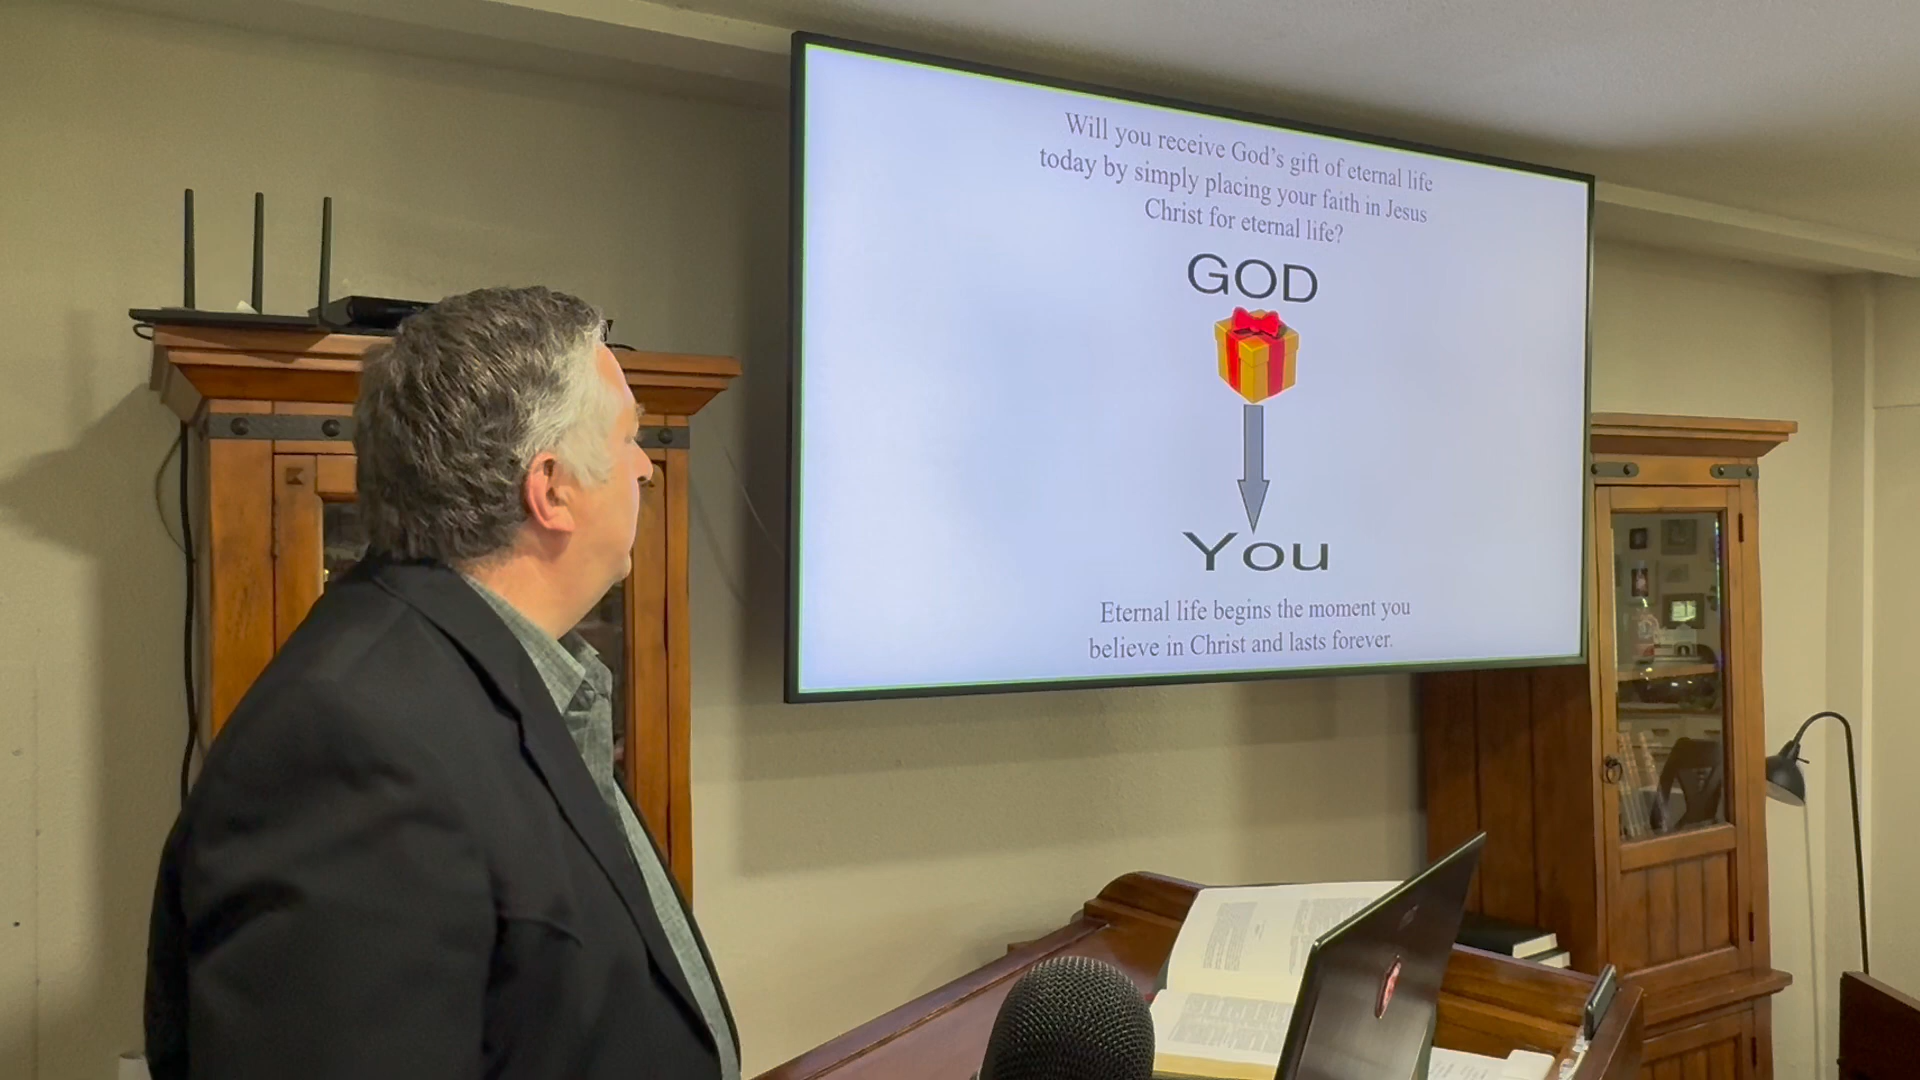 Will you receive God's gift of eternal life
today by simply placing your faith in Jesus
Christ for eternal life?
GOD
You
Eternal life begins the moment you
believe in Christ and lasts forever.